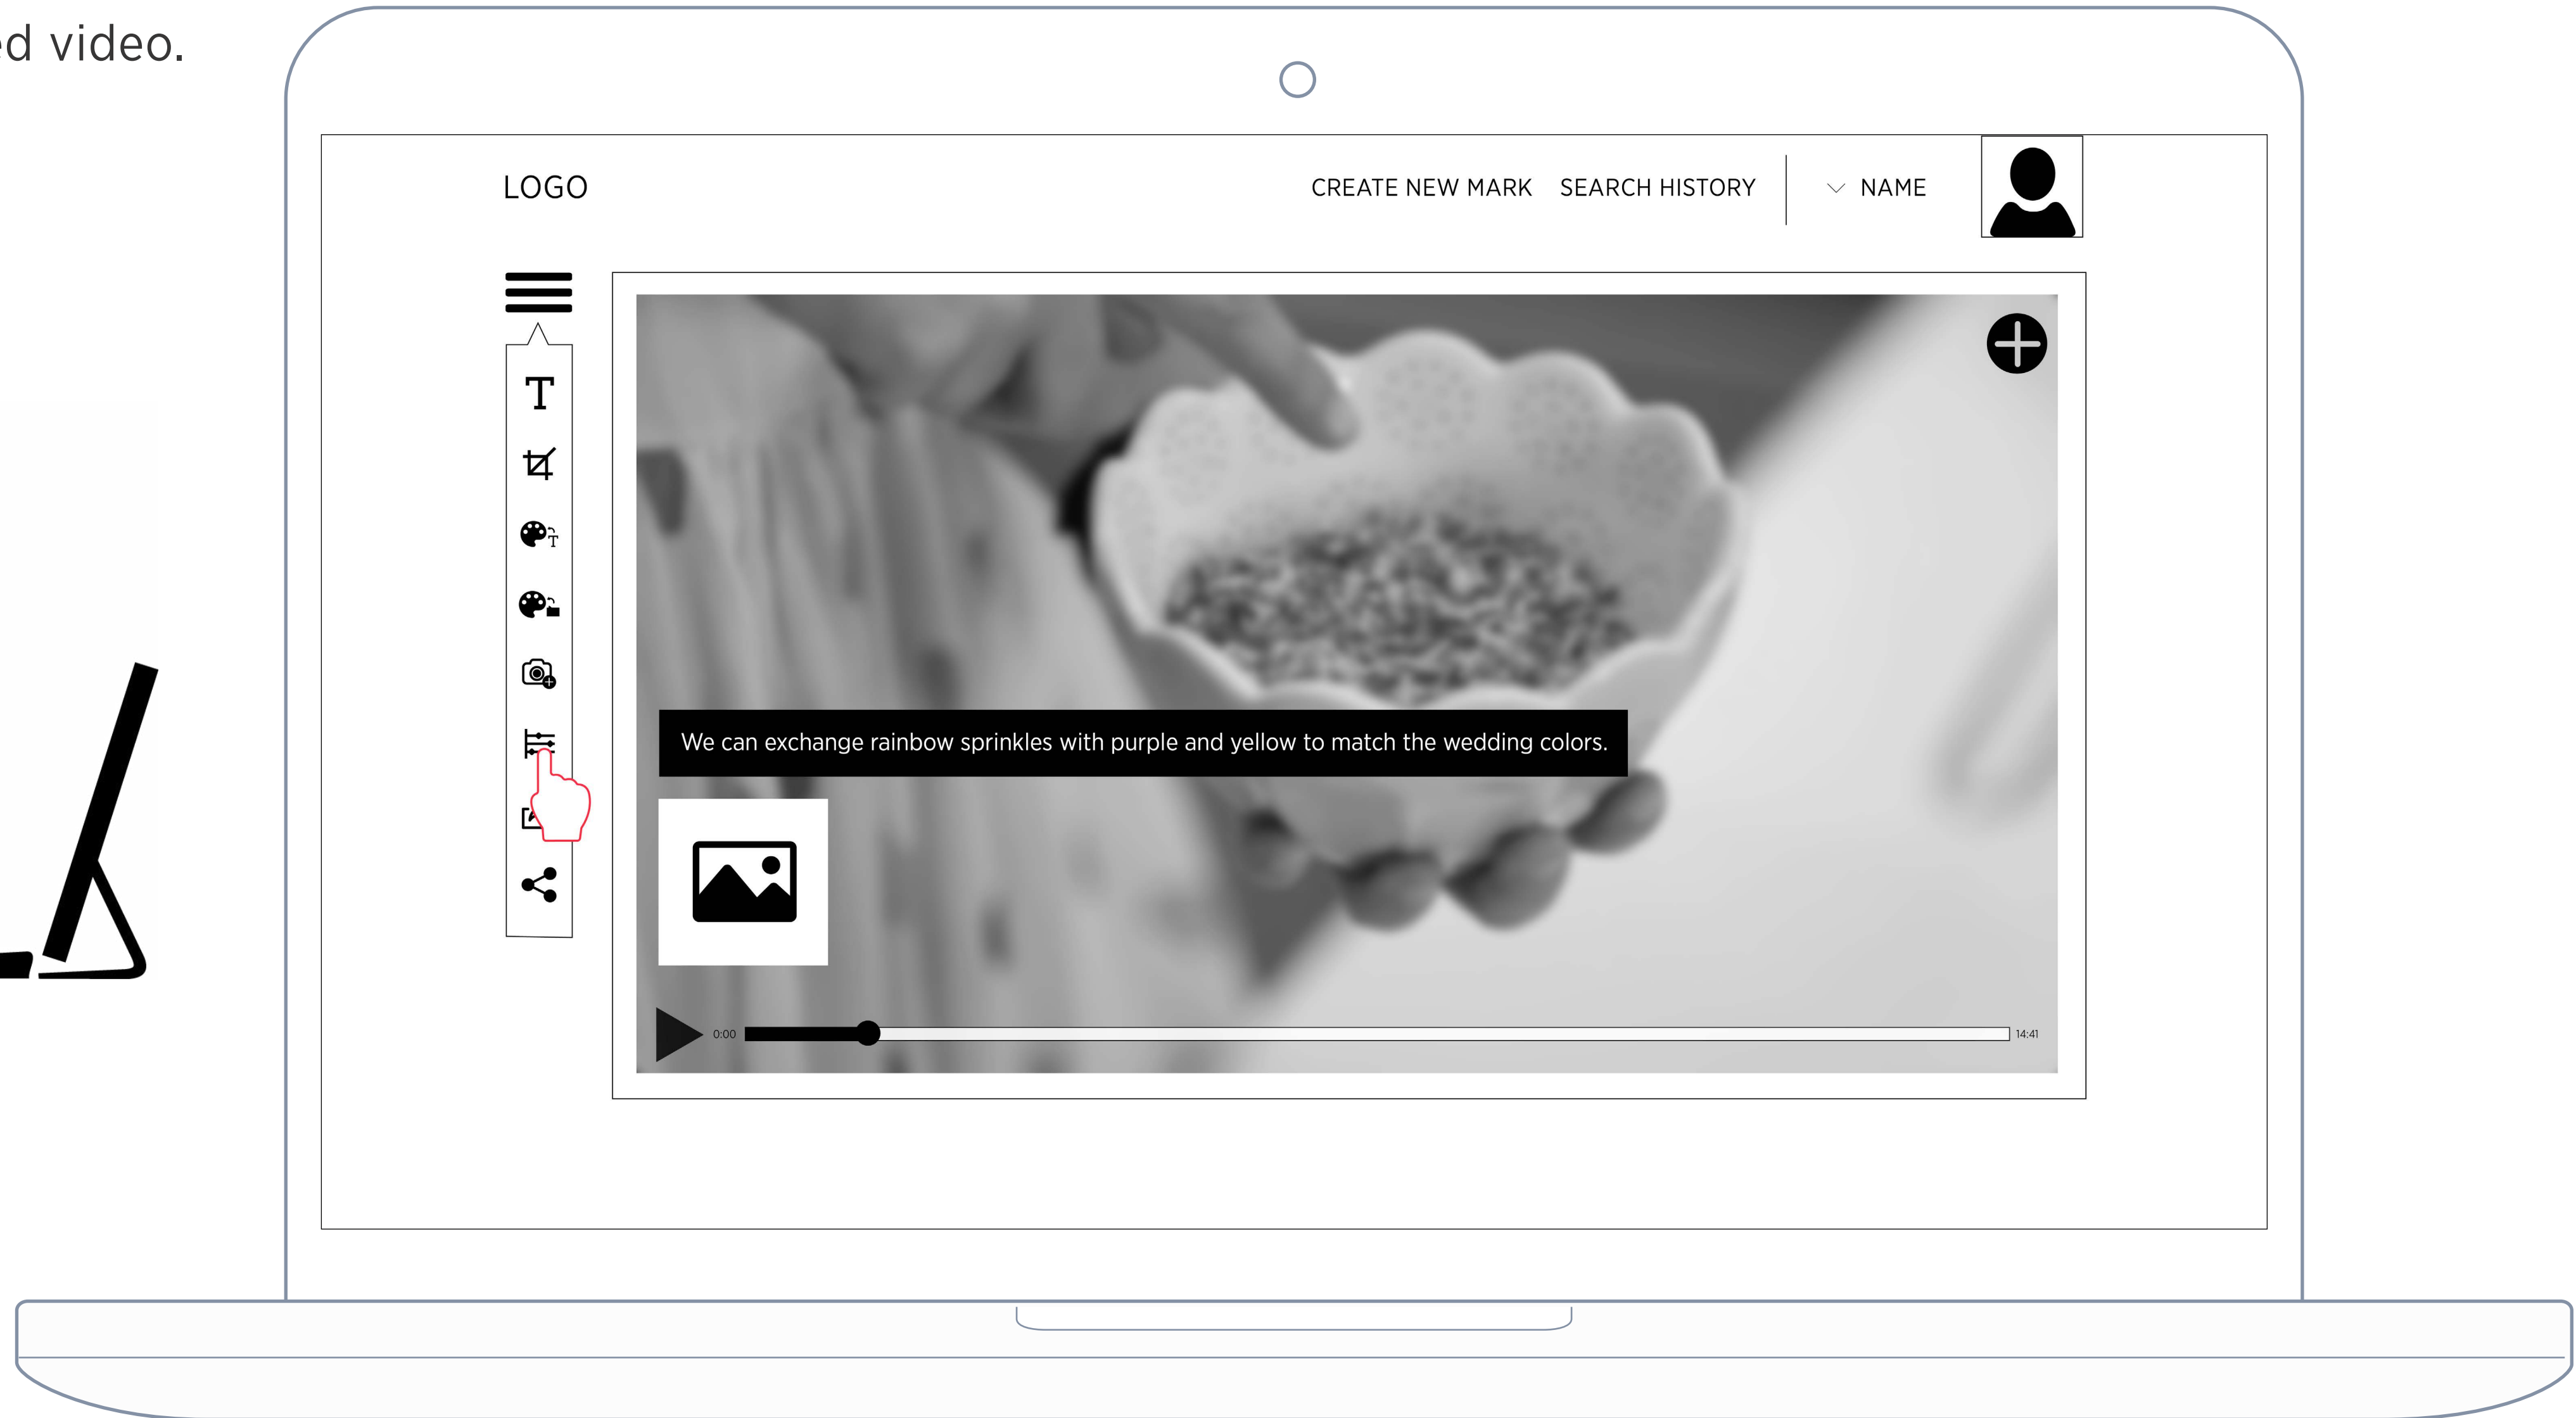 ed video.
LOGO
CREATE NEW MARK SEARCH HISTORY NAME
T
T
We can exchange rainbow sprinkles with purple and yellow to match the wedding colors.
0:00 14:41